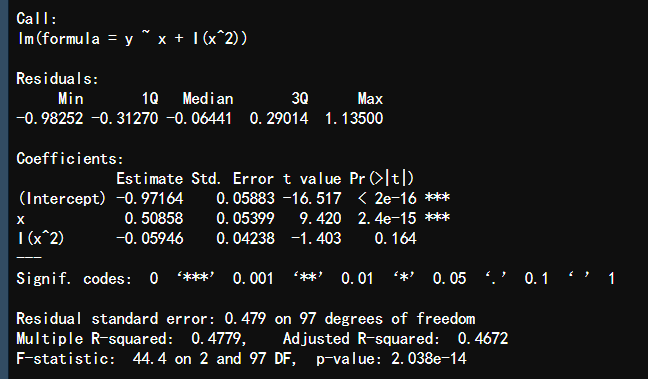 Call:
lm(formula = y ~ x + I(x^2))

Residuals:
     Min       1Q   Median       3Q      Max
-0.98252 -0.31270 -0.06441  0.29014  1.13500

Coefficients:
            Estimate Std. Error t value Pr(>|t|)
(Intercept) -0.97164    0.05883 -16.517  < 2e-16 ***
x            0.50858    0.05399   9.420  2.4e-15 ***
I(x^2)      -0.05946    0.04238  -1.403    0.164
---
Signif. codes:  0 ‘***’ 0.001 ‘**’ 0.01 ‘*’ 0.05 ‘.’ 0.1 ‘ ’ 1

Residual standard error: 0.479 on 97 degrees of freedom
Multiple R-squared:  0.4779,    Adjusted R-squared:  0.4672
F-statistic:  44.4 on 2 and 97 DF,  p-value: 2.038e-14